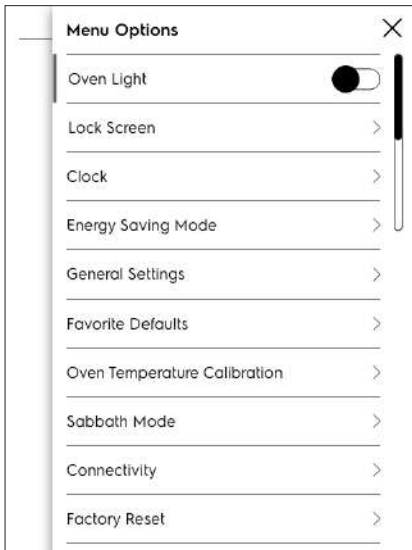 Menu Options
Oven Light
Lock Screen
Clock
Energy Saving Mode
General Settings
Favorite Defaults
Oven Temperature Calibration
Sabbath Mode
Connectivity
Factory Reset